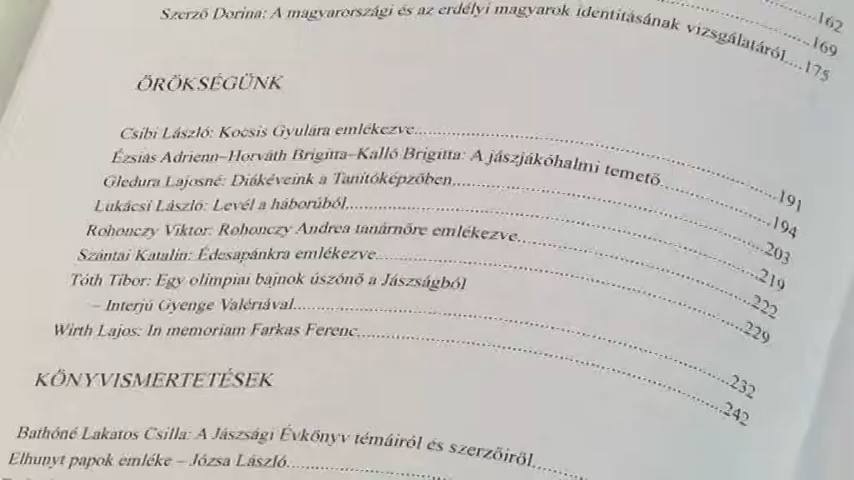 162
169
Szerző Dorina: A magyarországi és az erdélyi magyarok identitásának vizsgálatáról....175
ÖRÖKSÉGÜNK
Csibi László: Kocsis Gyulára emlékezve....191
Ézsiás Adrienn–Horváth Brigitta–Kalló Brigitta: A jászjákóhalmi temető....194
Gledura Lajosné: Diákéveink a Tanítóképzőben....203
Lukácsi László: Levél a háborúból....219
Rohonczy Viktor: Rohonczy Andrea tanárnőre emlékezve....222
Szántai Katalin: Édesapánkra emlékezve....229
Tóth Tibor: Egy olimpiai bajnok úszónő a Jászságból
– Interjú Gyenge Valériával....232
Wirth Lajos: In memoriam Farkas Ferenc....242
KÖNYVISMERTETÉSEK
Bathóné Lakatos Csilla: A Jászsági Évkönyv témáiról és szerzőiről....
Elhunyt papok emléke – Józsa László....